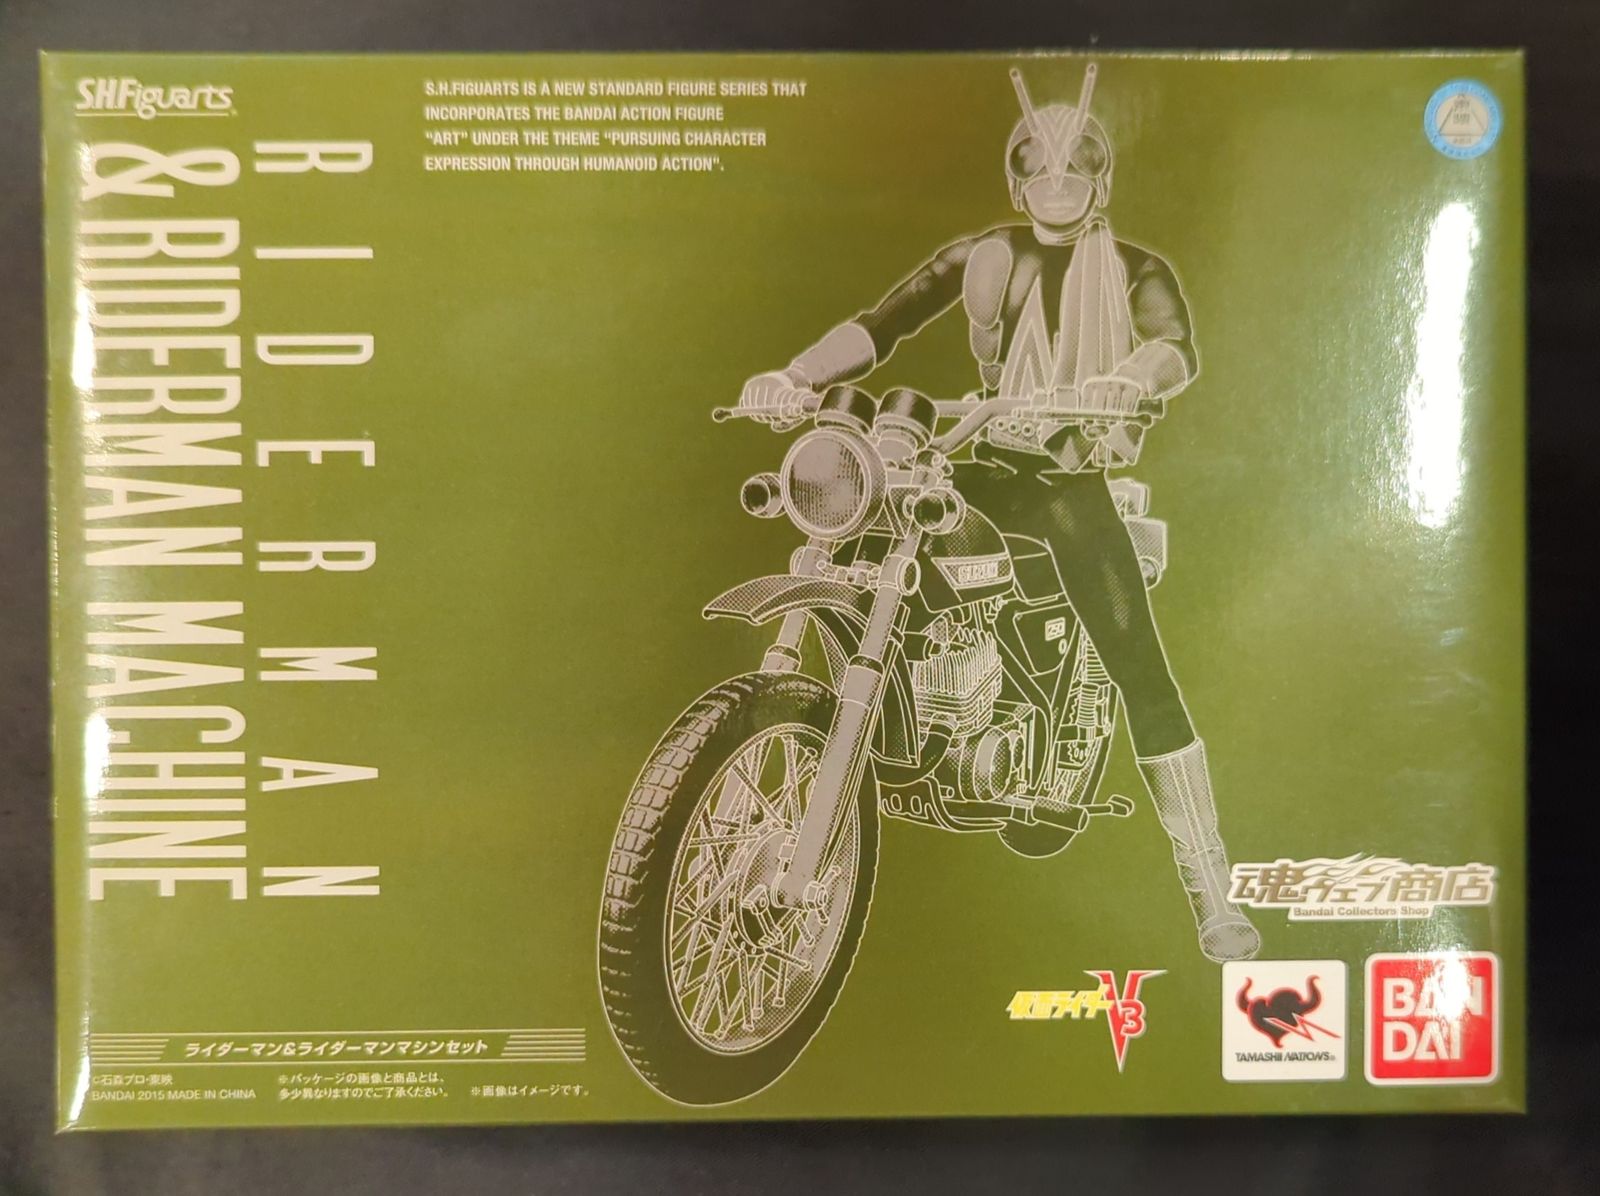 S.H.Figuarts
S.H.FIGUARTS IS A NEW STANDARD FIGURE SERIES THAT
INCORPORATES THE BANDAI ACTION FIGURE
"ART" UNDER THE THEME "PURSUING CHARACTER
EXPRESSION THROUGH HUMANOID ACTION".
RIDERMAN
& RIDERMAN MACHINE
250
魂ウェブ商店
Bandai Collectors Shop
仮面ライダーV3
TAMASHII NATIONS
BAN
DAI
ライダーマン&ライダーマンマシンセット
©石森プロ・東映
BANDAI 2015 MADE IN CHINA
※パッケージの画像と商品とは、
多少異なりますのでご了承ください。
※画像はイメージです。